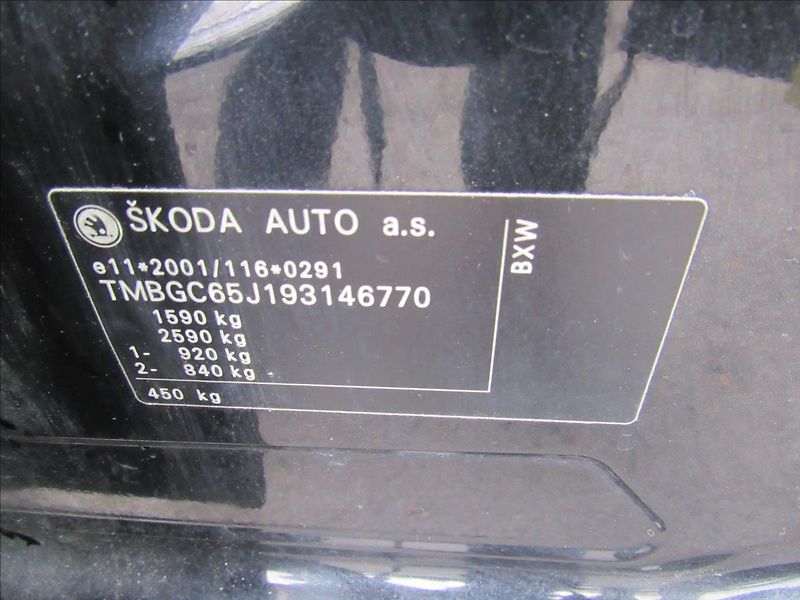 ŠKODA AUTO a.s.
e11*2001/116*0291
TMBGC65J193146770
1590 kg
2590 kg
1- 920 kg
2- 840 kg
450 kg
BXW